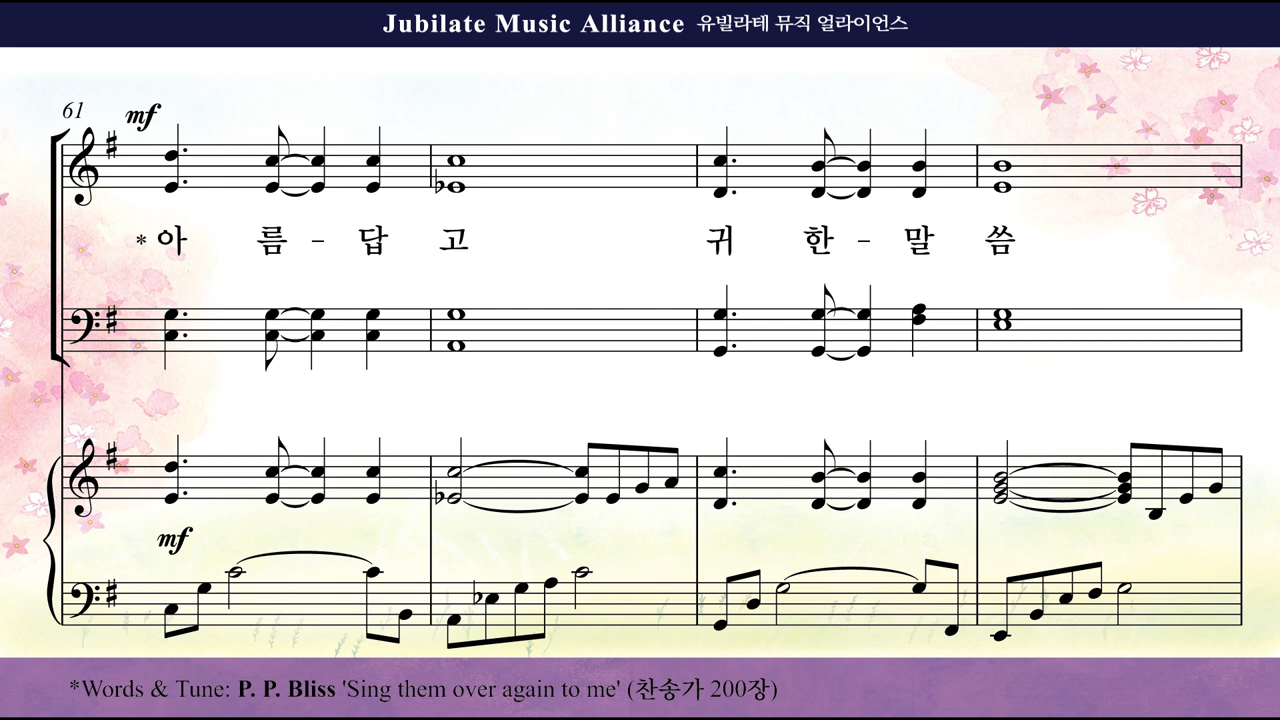 Jubilate Music Alliance 유빌라테 뮤직 얼라이언스
61
mf
*아 름 - 답 고 귀 한 - 말 씀
mf
*Words & Tune: P. P. Bliss 'Sing them over again to me' (찬송가 200장)